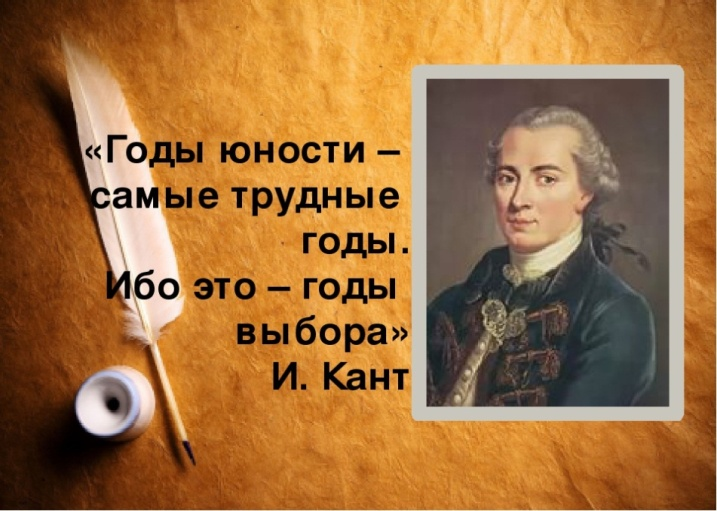 «Годы юности –
самые трудные
годы.
Ибо это – годы
выбора»
И. Кант